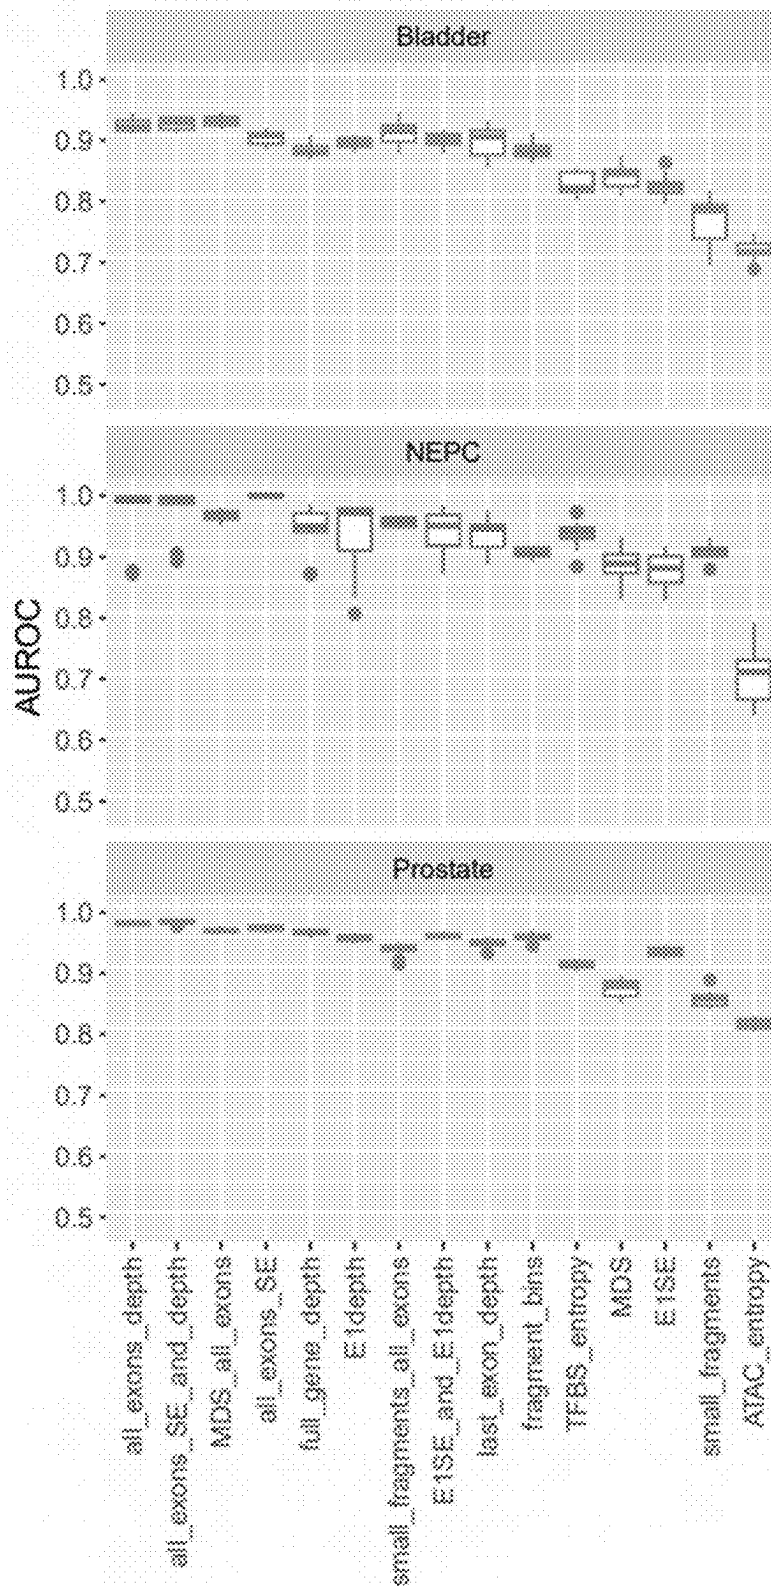 Bladder
1.0
0.9
0.8
0.7
0.6
0.5
NEPC
1.0
0.9
0.8
0.7
0.6
0.5
AUROC
Prostate
1.0
0.9
0.8
0.7
0.6
0.5
all_exons_depth
all_exons_SE_and_depth
MDS_all_exons
all_exons_SE
full_gene_depth
E1depth
small_fragments_all_exons
E1SE_and_E1depth
last_exon_depth
fragment_bins
TFBS_entropy
MDS
E1SE
small_fragments
ATAC_entropy